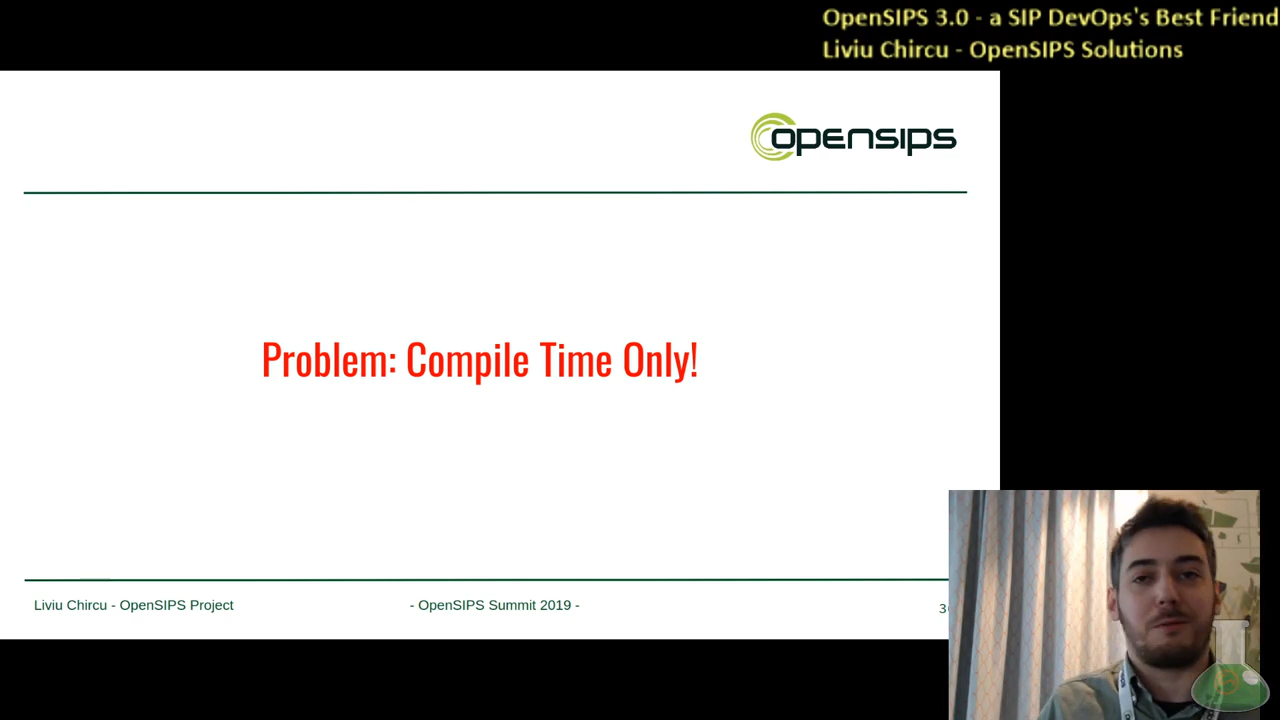 OpenSIPS 3.0 - a SIP DevOps's Best Friend
Liviu Chircu - OpenSIPS Solutions
opensips
Problem: Compile Time Only!
Liviu Chircu - OpenSIPS Project
- OpenSIPS Summit 2019 -